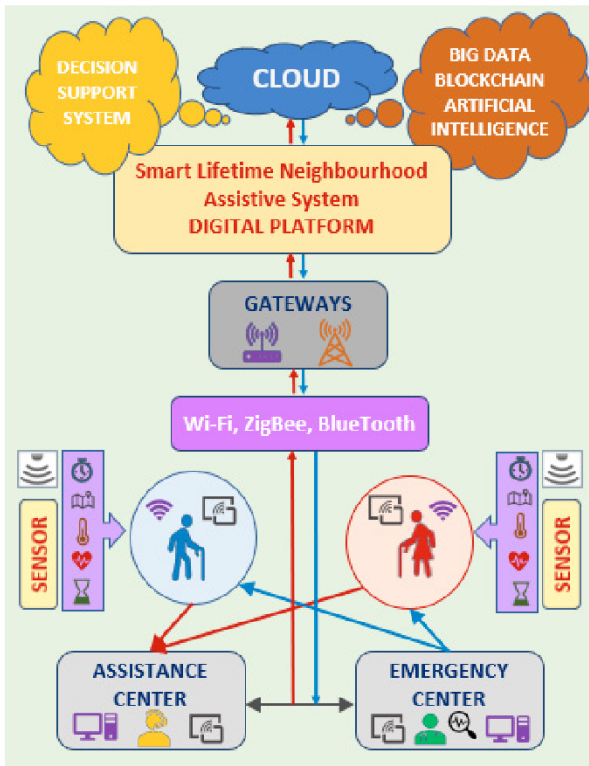 DECISION
SUPPORT
SYSTEM
CLOUD
BIG DATA
BLOCKCHAIN
ARTIFICIAL
INTELLIGENCE
Smart Lifetime Neighbourhood
Assistive System
DIGITAL PLATFORM
GATEWAYS
Wi-Fi, ZigBee, BlueTooth
SENSOR
SENSOR
ASSISTANCE
CENTER
EMERGENCY
CENTER